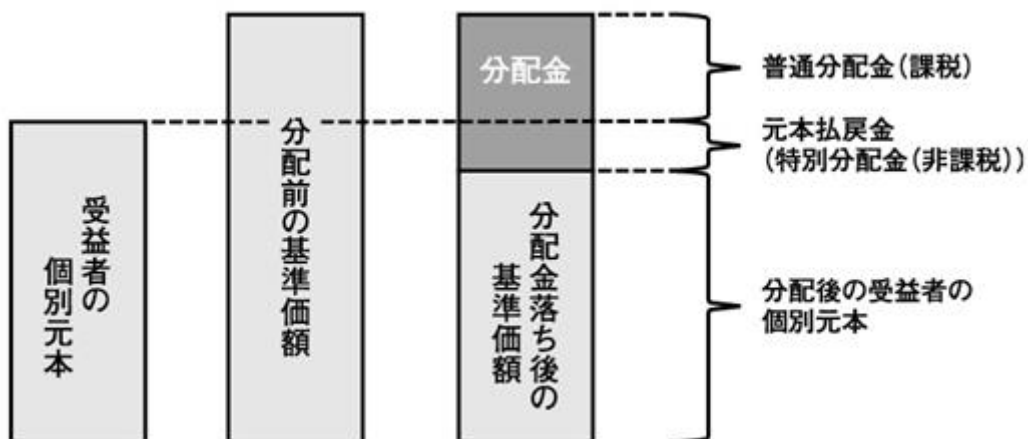 受益者の
個別元本
分配前の基準価額
分配金
分配金落ち後の
基準価額
普通分配金(課税)
元本払戻金
(特別分配金(非課税))
分配後の受益者の
個別元本